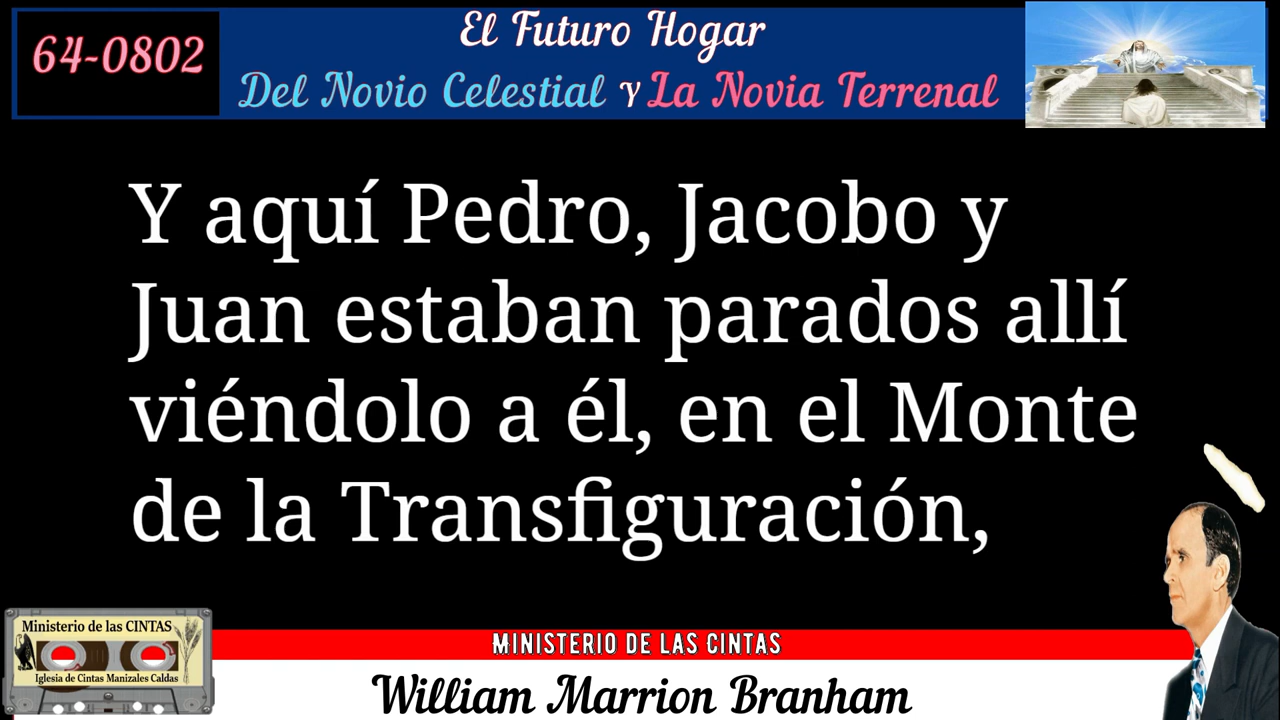 64-0802
El Futuro Hogar
Del Novio Celestial Y La Novia Terrenal
Y aquí Pedro, Jacobo y
Juan estaban parados allí
viéndolo a él, en el Monte
de la Transfiguración,
Ministerio de las CINTAS
Iglesia de Cintas Manizales Caldas
MINISTERIO DE LAS CINTAS
William Marrion Branham